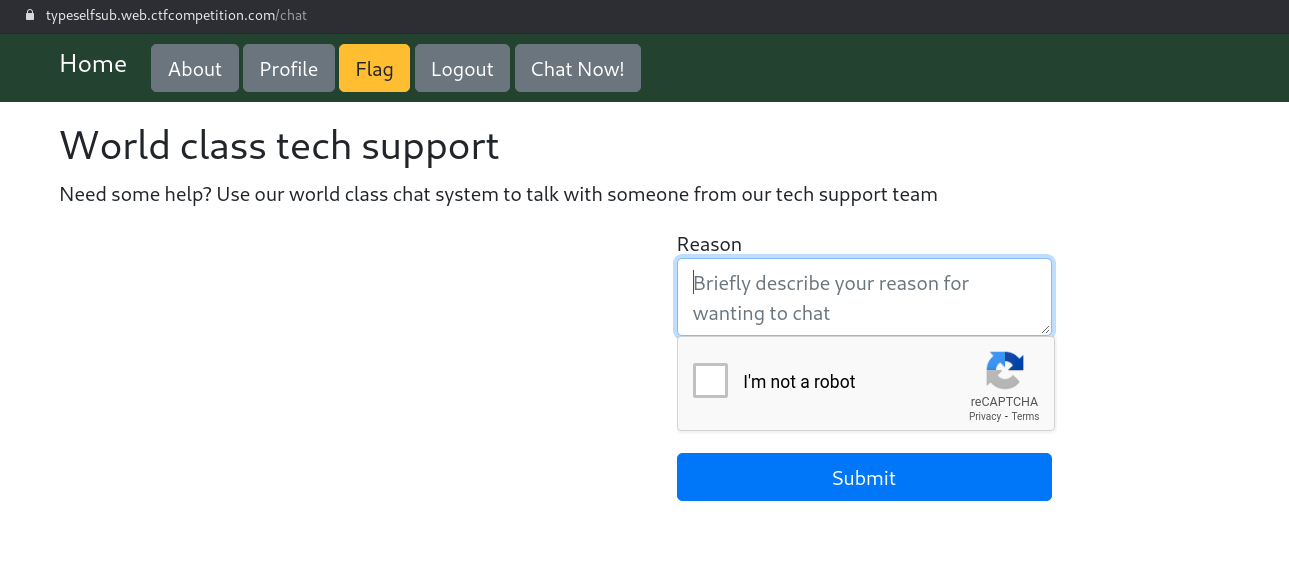 typeselfsub.web.ctfcompetition.com/chat
Home About Profile Flag Logout Chat Now!
World class tech support
Need some help? Use our world class chat system to talk with someone from our tech support team
Reason
Briefly describe your reason for
wanting to chat
I'm not a robot
reCAPTCHA
Privacy - Terms
Submit